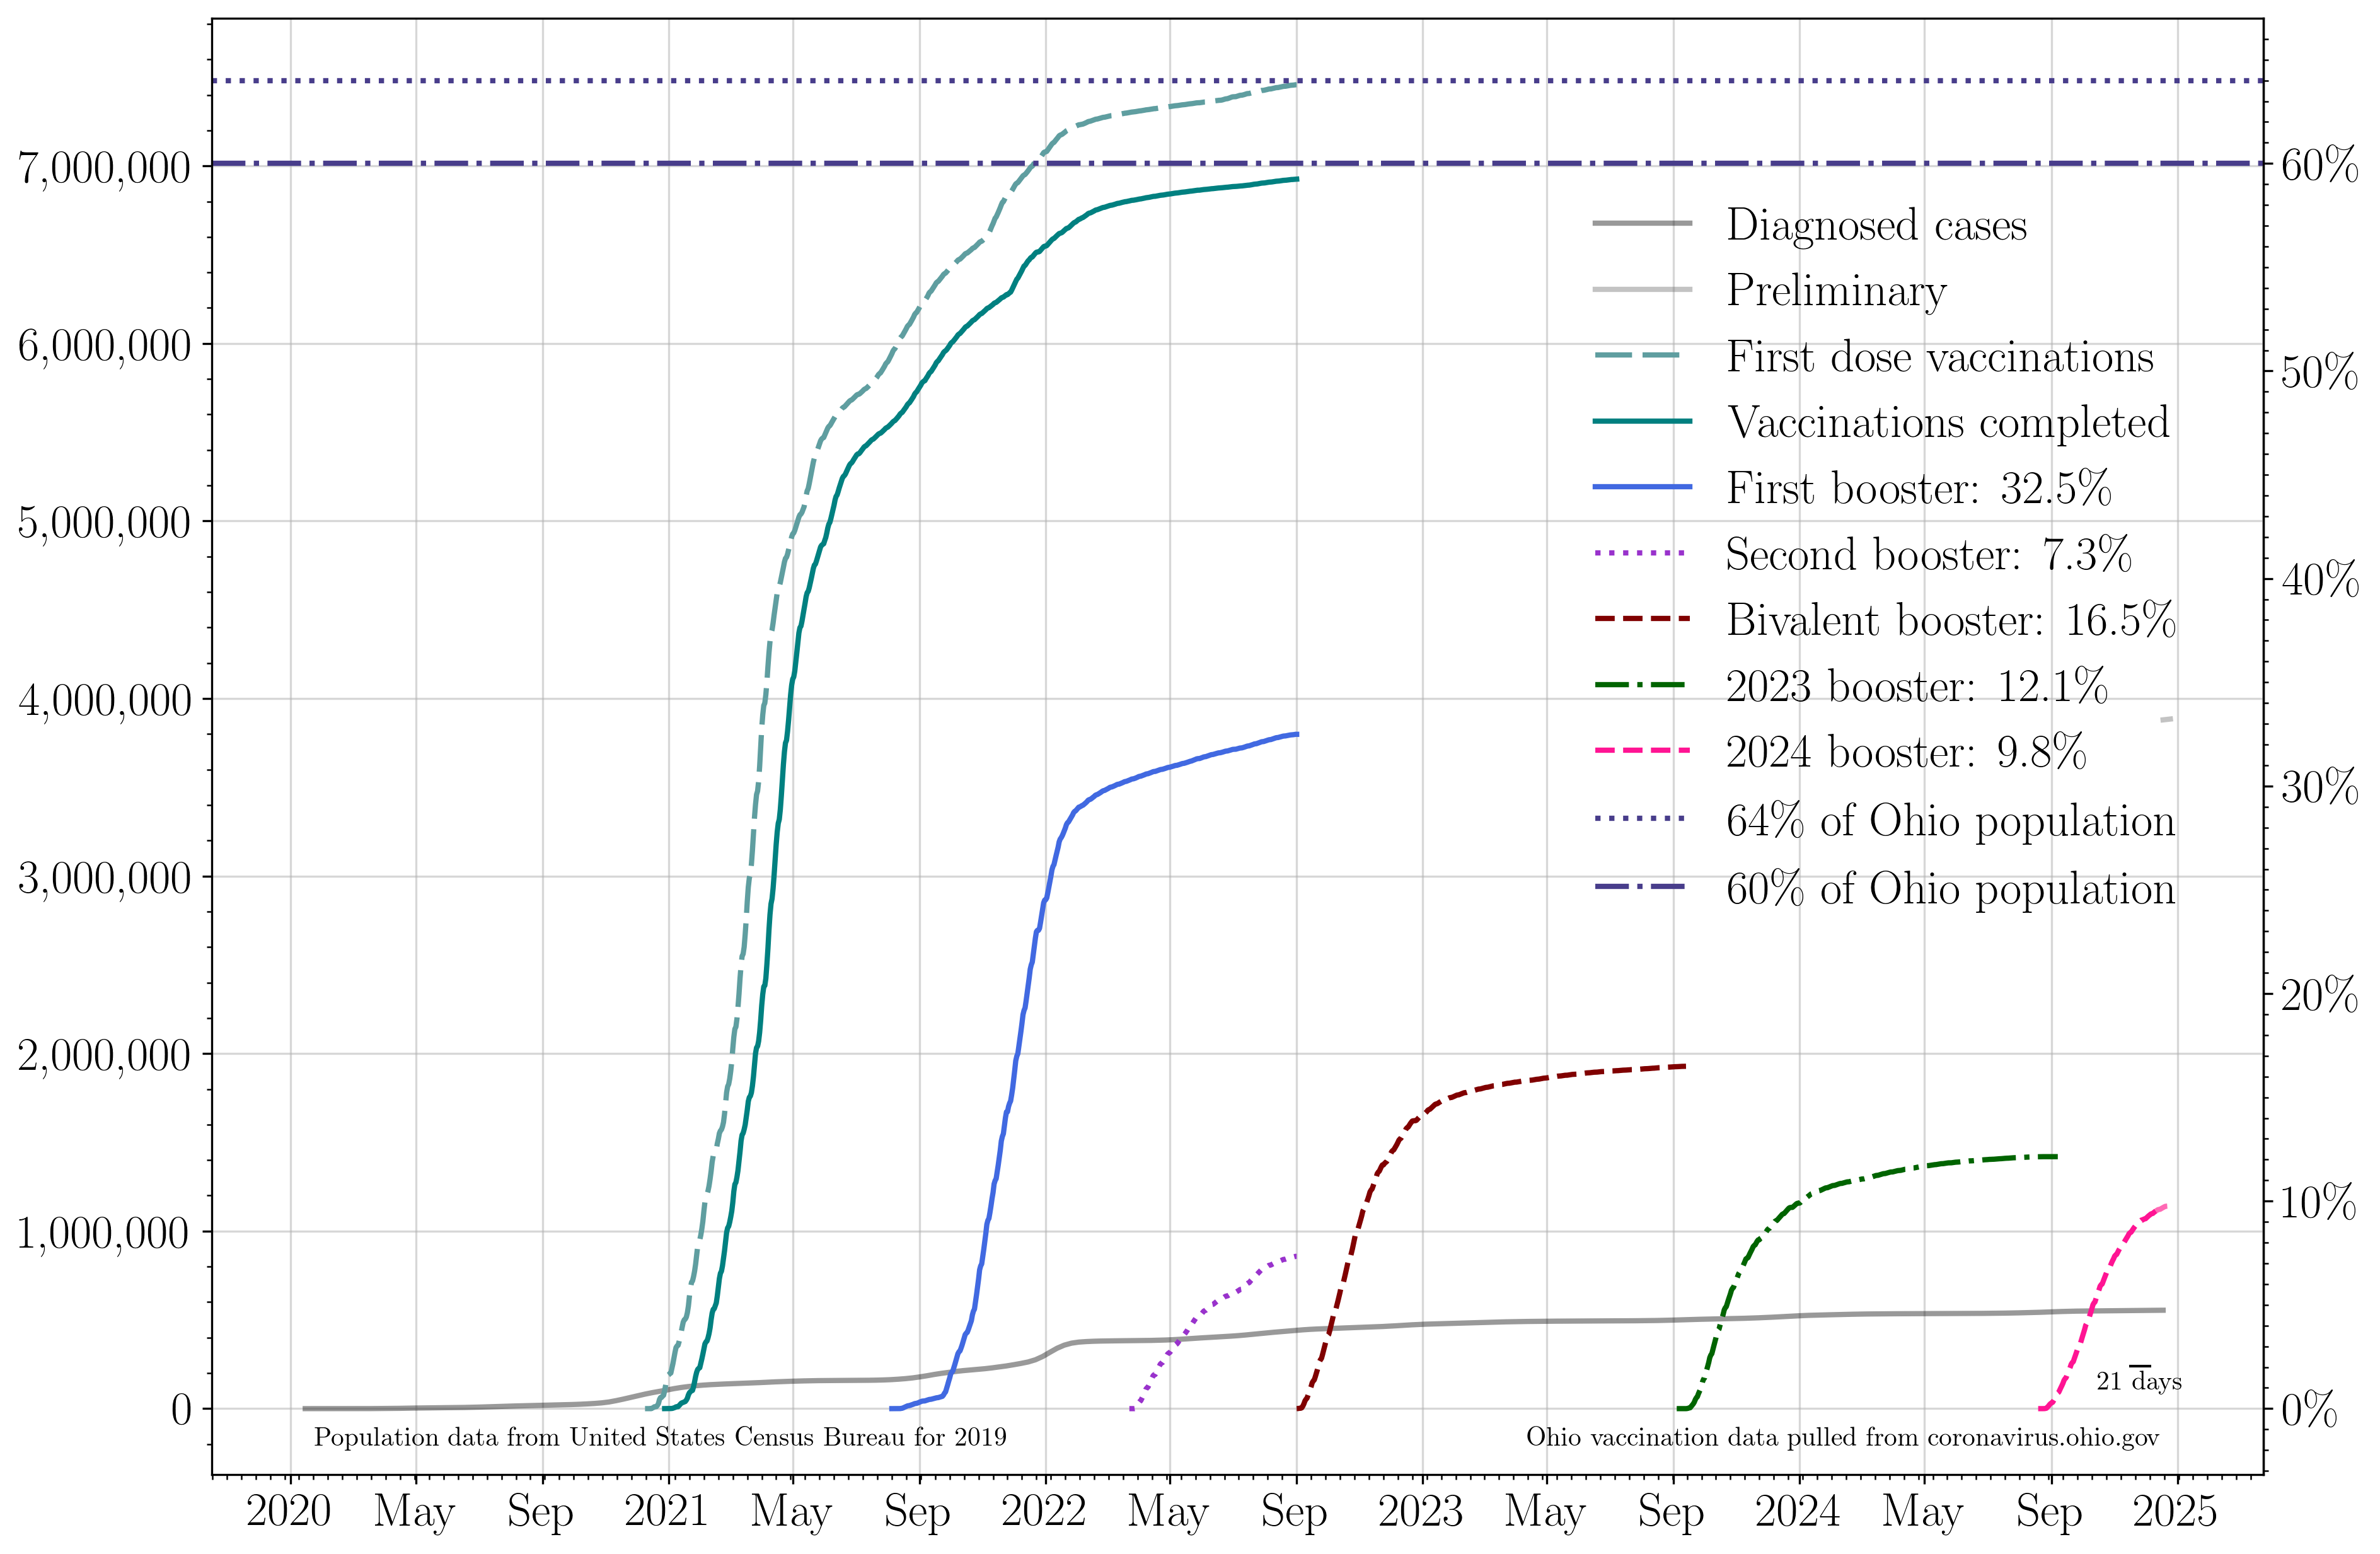 7,000,000
6,000,000
5,000,000
4,000,000
3,000,000
2,000,000
1,000,000
0
60%
50%
40%
30%
20%
10%
0%
Diagnosed cases
Preliminary
First dose vaccinations
Vaccinations completed
First booster: 32.5%
Second booster: 7.3%
Bivalent booster: 16.5%
2023 booster: 12.1%
2024 booster: 9.8%
64% of Ohio population
60% of Ohio population
21 days
Population data from United States Census Bureau for 2019
Ohio vaccination data pulled from coronavirus.ohio.gov
2020 May Sep 2021 May Sep 2022 May Sep 2023 May Sep 2024 May Sep 2025